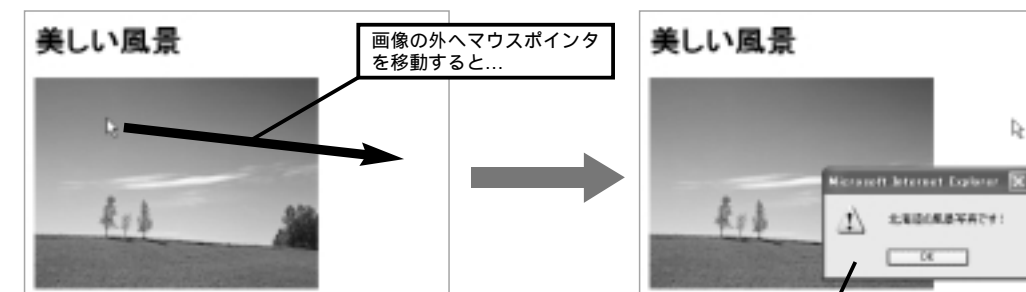 美しい風景
画像の外へマウスポインタ
を移動すると...
美しい風景
Microsoft Internet Explorer
北海道の風景写真です!
OK